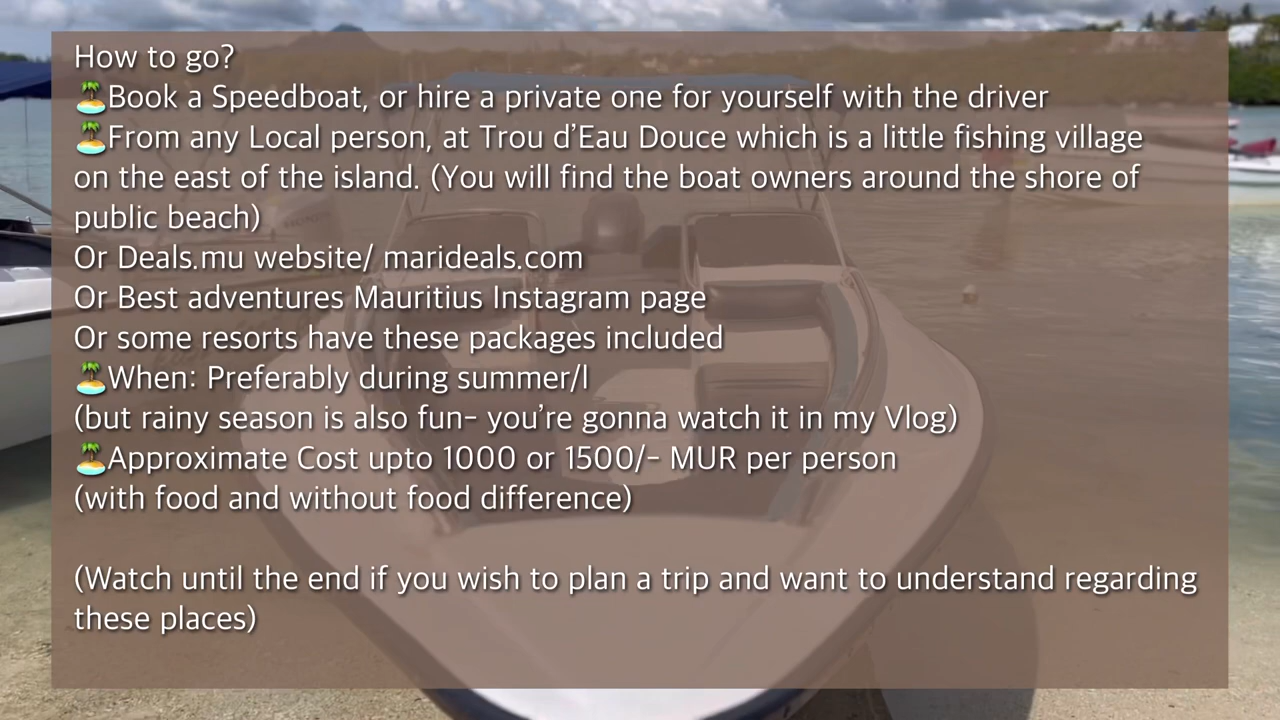 How to go?
🏝️Book a Speedboat, or hire a private one for yourself with the driver
🏝️From any Local person, at Trou d’Eau Douce which is a little fishing village
on the east of the island. (You will find the boat owners around the shore of
public beach)
Or Deals.mu website/ marideals.com
Or Best adventures Mauritius Instagram page
Or some resorts have these packages included
🏝️When: Preferably during summer/l
(but rainy season is also fun- you’re gonna watch it in my Vlog)
🏝️Approximate Cost upto 1000 or 1500/- MUR per person
(with food and without food difference)
(Watch until the end if you wish to plan a trip and want to understand regarding
these places)